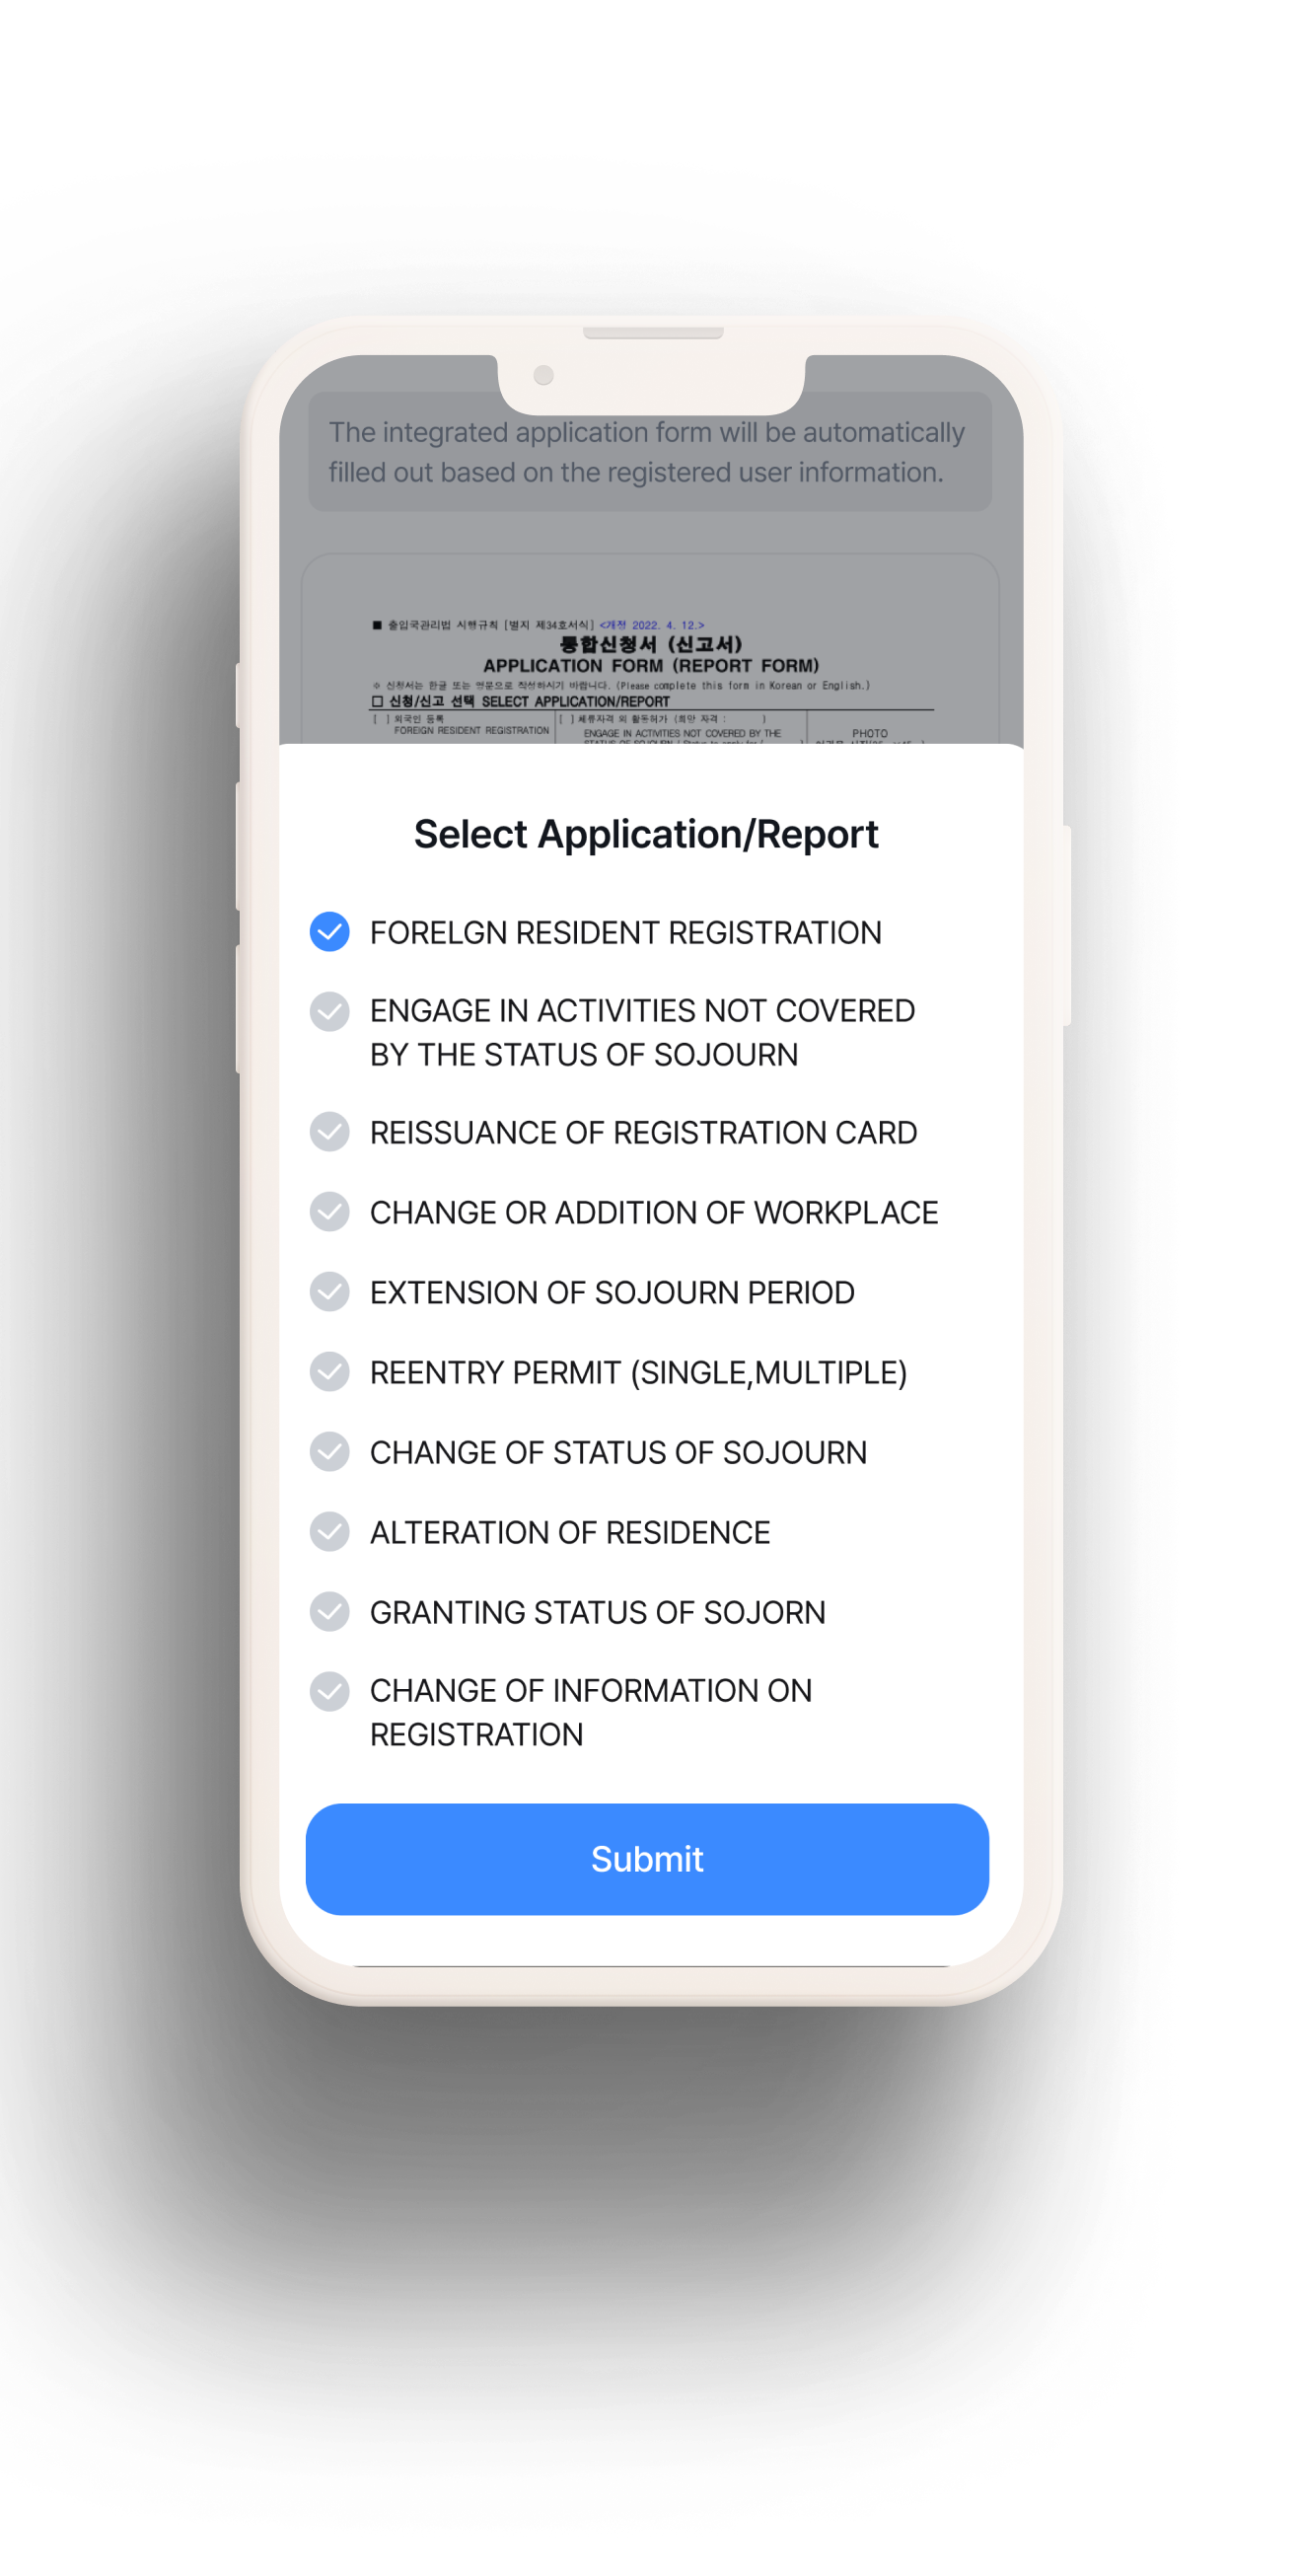 The integrated application form will be automatically
filled out based on the registered user information.
■ 출입국관리법 시행규칙 [별지 제34호서식] <개정 2022. 4. 12.>
통합신청서 (신고서)
APPLICATION FORM (REPORT FORM)
※ 신청서는 한글 또는 영문으로 작성하시기 바랍니다. (Please complete this form in Korean or English.)
□ 신청/신고 선택 SELECT APPLICATION/REPORT
[ ] 외국인 등록
FOREIGN RESIDENT REGISTRATION
[ ] 체류자격 외 활동허가 (희망 자격 : )
ENGAGE IN ACTIVITIES NOT COVERED BY THE
PHOTO
Select Application/Report
FORELGN RESIDENT REGISTRATION
ENGAGE IN ACTIVITIES NOT COVERED
BY THE STATUS OF SOJOURN
REISSUANCE OF REGISTRATION CARD
CHANGE OR ADDITION OF WORKPLACE
EXTENSION OF SOJOURN PERIOD
REENTRY PERMIT (SINGLE,MULTIPLE)
CHANGE OF STATUS OF SOJOURN
ALTERATION OF RESIDENCE
GRANTING STATUS OF SOJORN
CHANGE OF INFORMATION ON
REGISTRATION
Submit